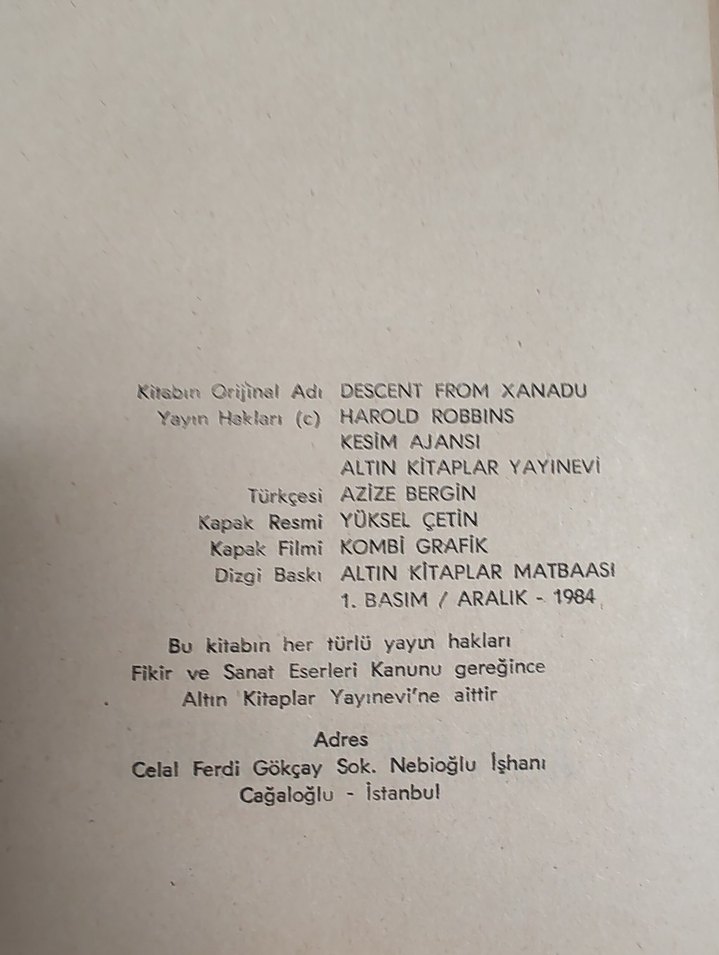 Kitabın Orijinal Adı DESCENT FROM XANADU
Yayın Hakları (c) HAROLD ROBBINS
KESİM AJANSI
ALTIN KİTAPLAR YAYINEVİ
Türkçesi AZİZE BERGİN
Kapak Resmi YÜKSEL ÇETİN
Kapak Filmi KOMBİ GRAFİK
Dizgi Baskı ALTIN KİTAPLAR MATBAASI
1. BASIM / ARALIK - 1984
Bu kitabın her türlü yayın hakları
Fikir ve Sanat Eserleri Kanunu gereğince
Altın Kitaplar Yayınevi'ne aittir
Adres
Celal Ferdi Gökçay Sok. Nebioğlu İşhanı
Cağaloğlu - İstanbul